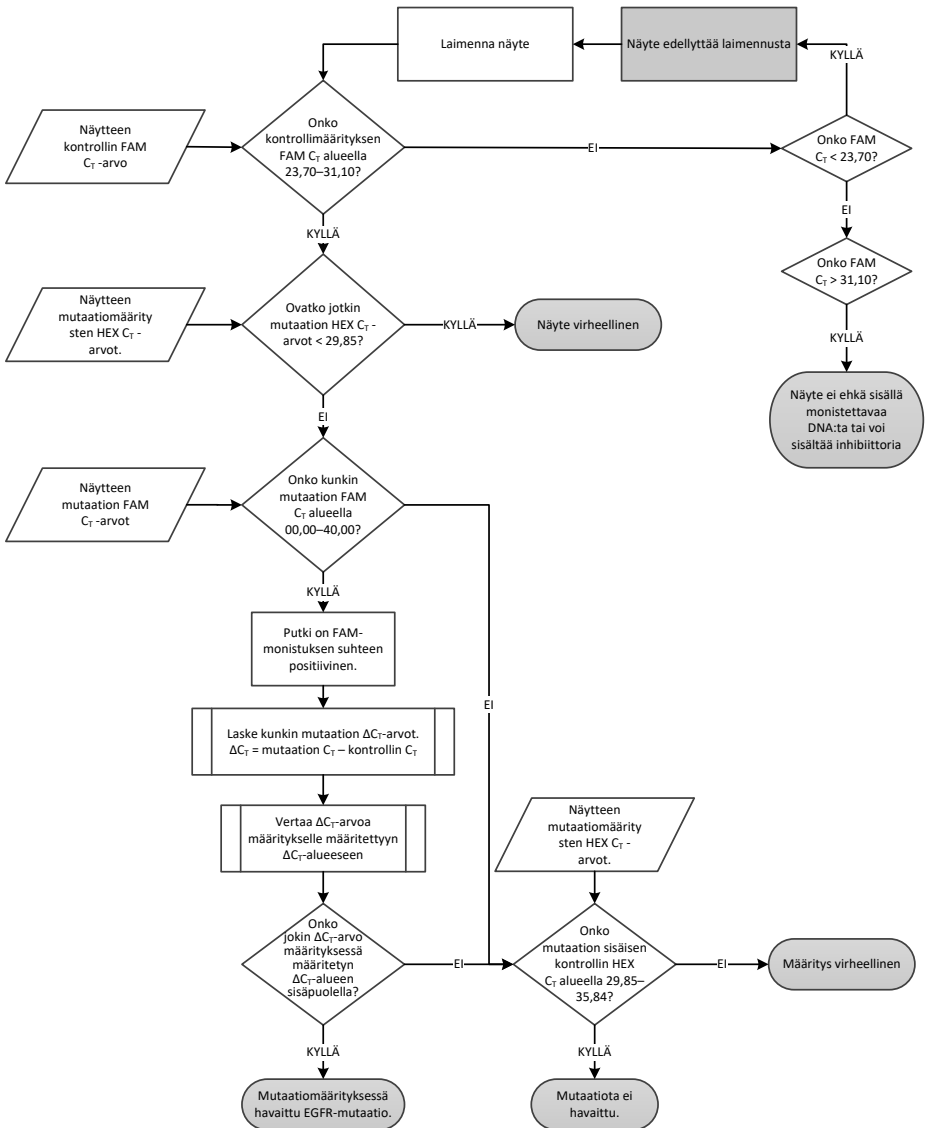 Laimenna näyte
Näyte edellyttää laimennusta
KYLLÄ
Näytteen
kontrollin FAM
CT -arvo
Onko
kontrollimäärityksen
FAM CT alueella
23,70–31,10?
EI
Onko FAM
CT < 23,70?
KYLLÄ
EI
Onko FAM
CT > 31,10?
Näytteen
mutaatiomäärity
sten HEX CT -
arvot.
Ovatko jotkin
mutaation HEX CT -
arvot < 29,85?
KYLLÄ
Näyte virheellinen
KYLLÄ
Näyte ei ehkä sisällä
monistettavaa
DNA:ta tai voi
sisältää inhibiittoria
EI
Näytteen
mutaation FAM
CT -arvot
Onko kunkin
mutaation FAM
CT alueella
00,00–40,00?
KYLLÄ
Putki on FAM-
monistuksen suhteen
positiivinen.
EI
Laske kunkin mutaation ΔCT-arvot.
ΔCT = mutaation CT – kontrollin CT
Vertaa ΔCT-arvoa
määritykselle määritettyyn
ΔCT-alueeseen
Näytteen
mutaatiomäärity
sten HEX CT -
arvot.
Onko
jokin ΔCT-arvo
määrityksessä
määritetyn
ΔCT-alueen
sisäpuolella?
EI
Onko
mutaation sisäisen
kontrollin HEX
CT alueella 29,85–
35,84?
EI
Määritys virheellinen
KYLLÄ
KYLLÄ
Mutaatiomäärityksessä
havaittu EGFR-mutaatio.
Mutaatiota ei
havaittu.